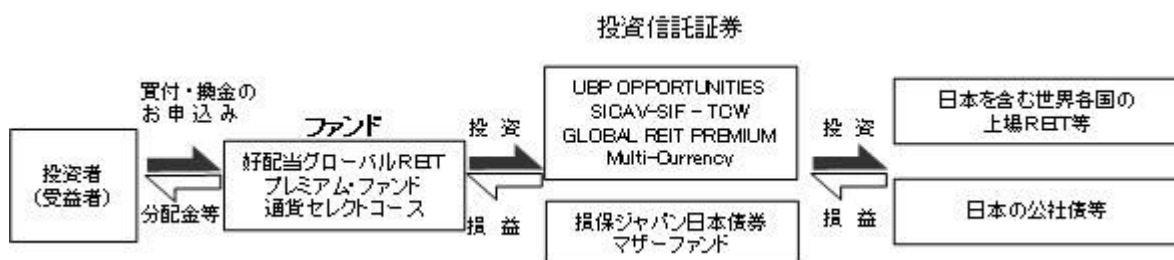 投資信託証券
買付・換金の
お申込み
投資者
(受益者)
分配金等
ファンド
好配当グローバルREIT
プレミアム・ファンド
通貨セレクトコース
投 資
損 益
UBP OPPORTUNITIES
SICAV-SIF - TCW
GLOBAL REIT PREMIUM
Multi-Currency
損保ジャパン日本債券
マザーファンド
投 資
損 益
日本を含む世界各国の
上場REIT等
日本の公社債等